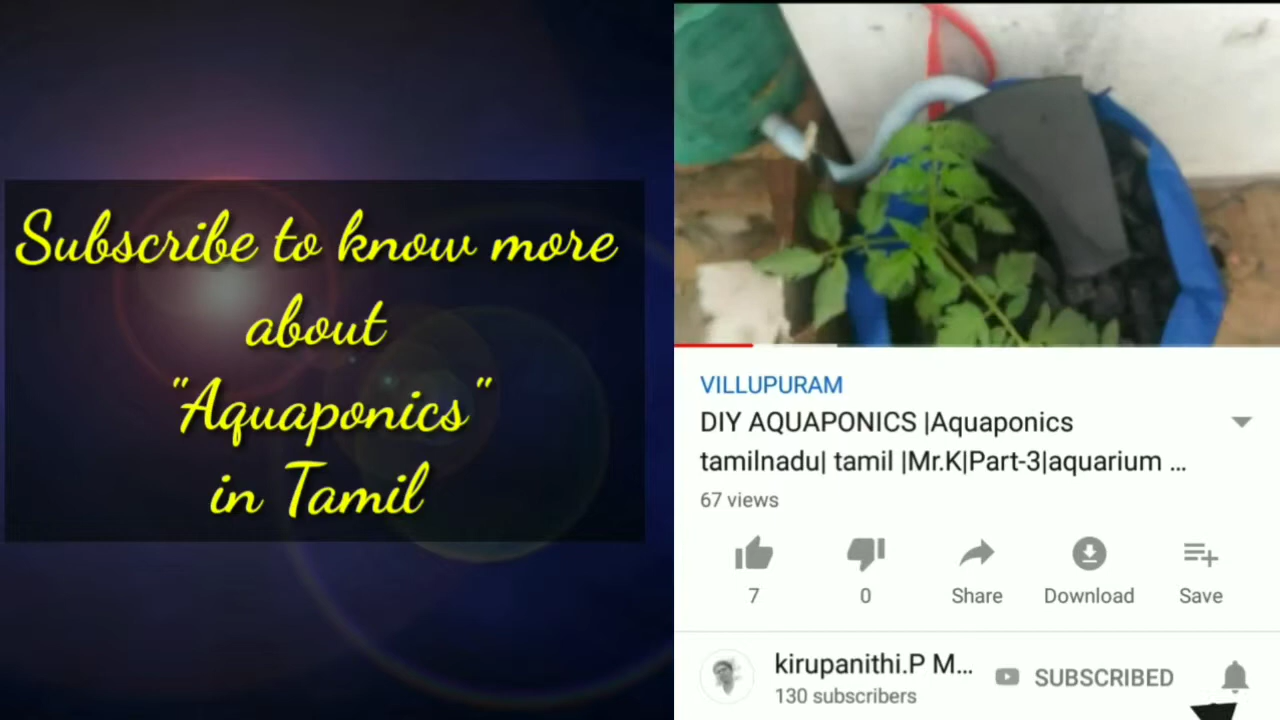 Subscribe to know more
about
"Aquaponics"
in Tamil
VILLUPURAM
DIY AQUAPONICS |Aquaponics
tamilnadu| tamil |Mr.K|Part-3|aquarium ...
67 views
7
0
Share
Download
Save
kirupanithi.P M...
SUBSCRIBED
130 subscribers